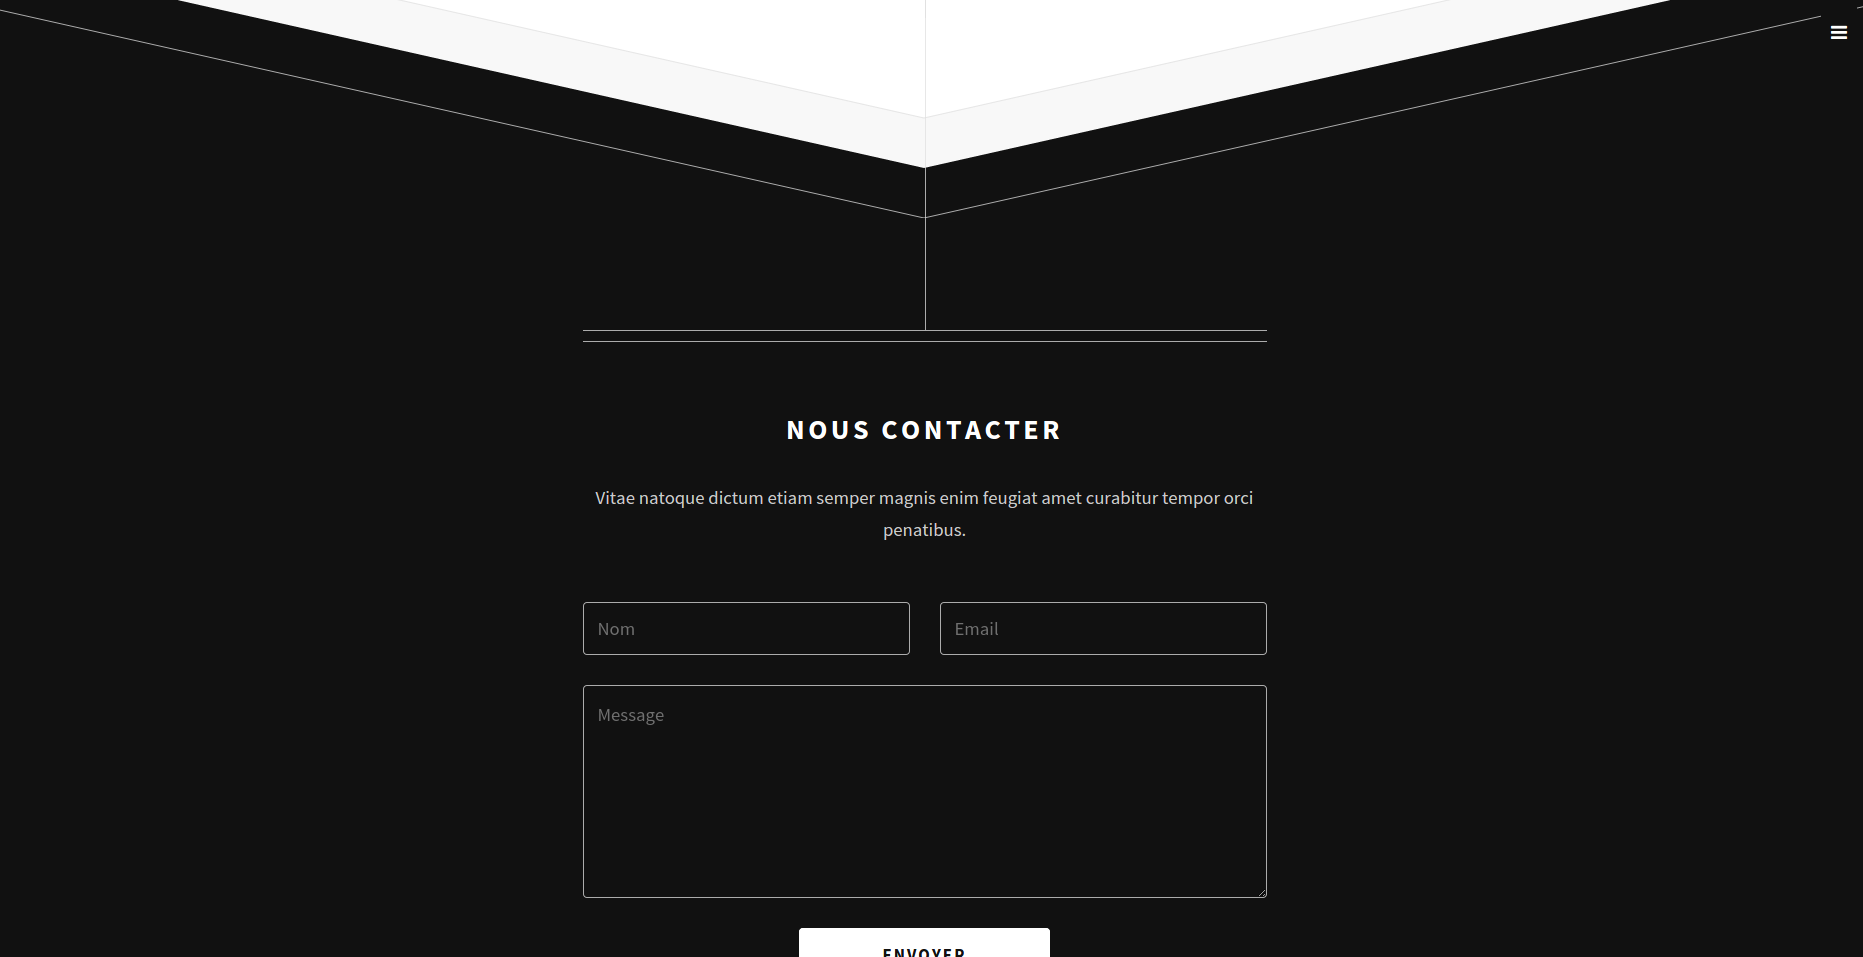 NOUS CONTACTER
Vitae natoque dictum etiam semper magnis enim feugiat amet curabitur tempor orci
penatibus.
Nom
Email
Message
ENVOYER